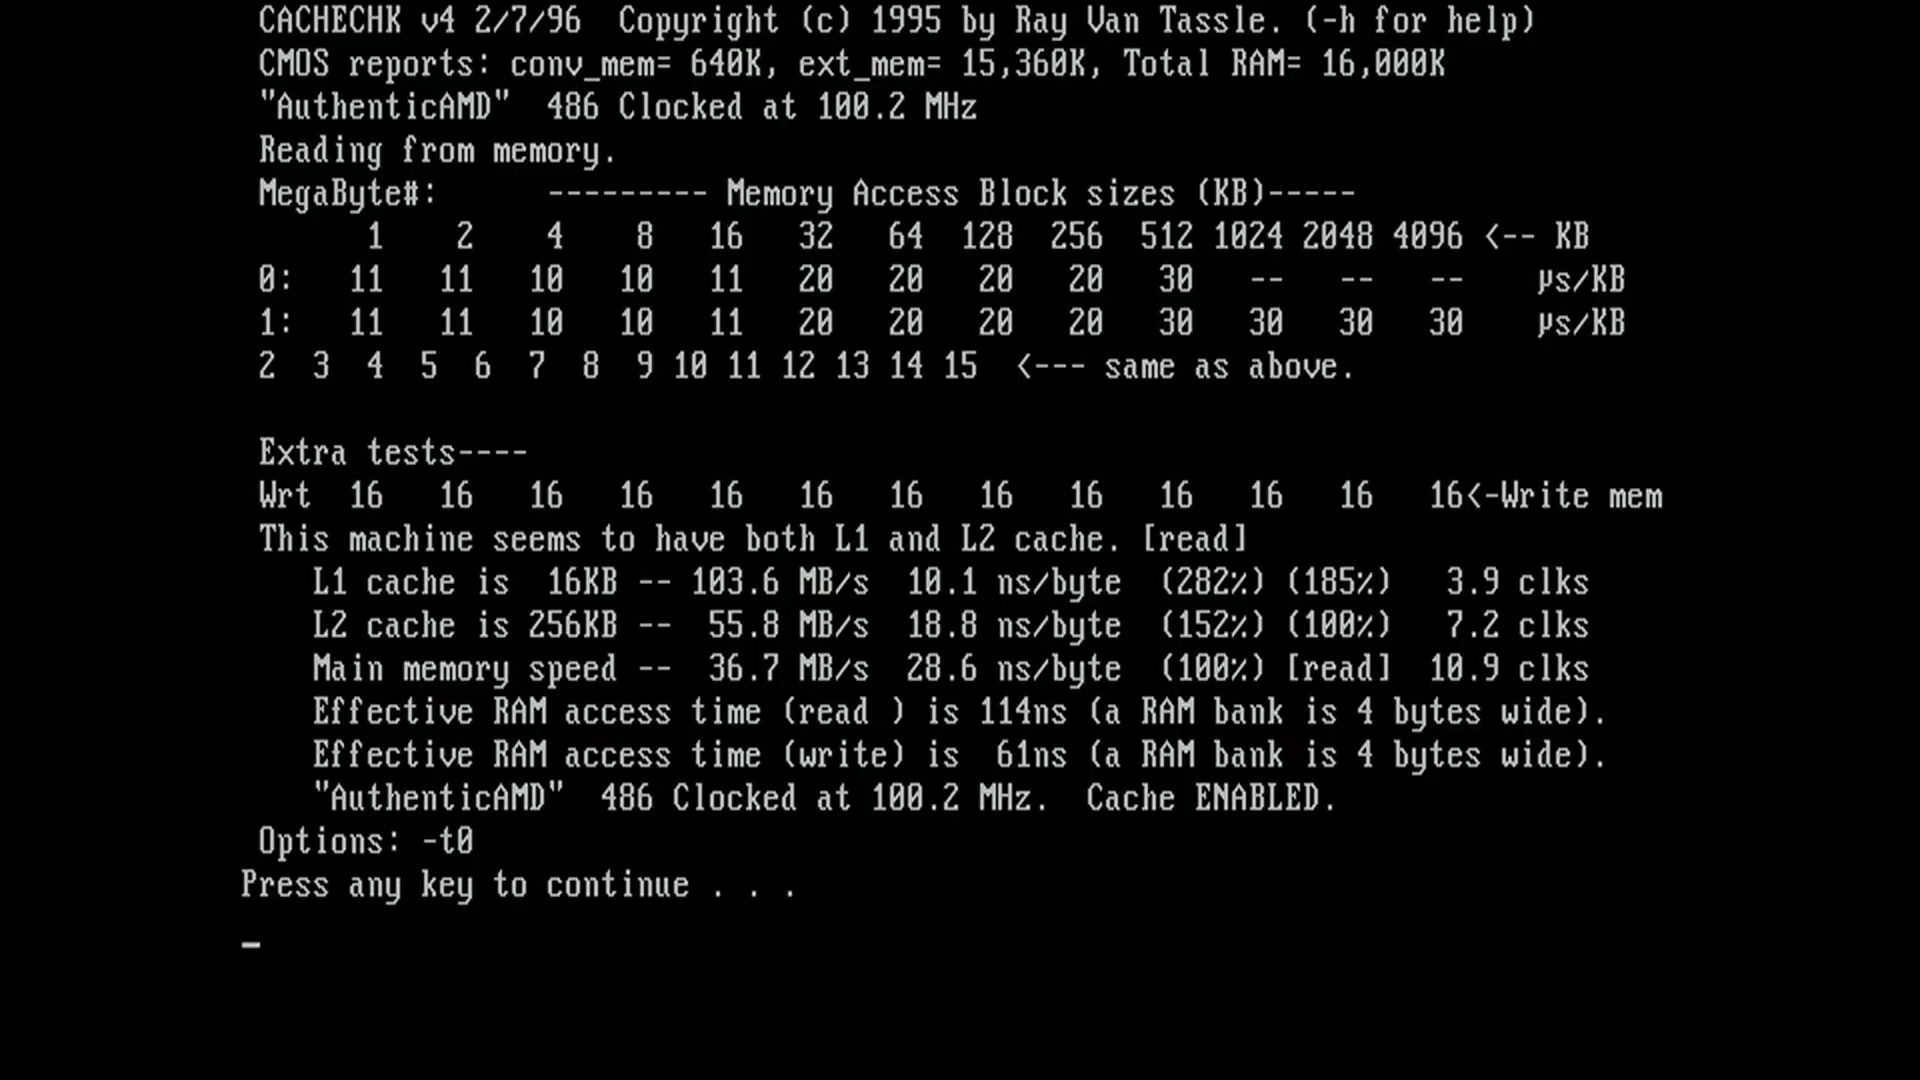 CACHECHK v4 2/7/96  Copyright (c) 1995 by Ray Van Tassle. (-h for help)
CMOS reports: conv_mem= 640K, ext_mem= 15,360K, Total RAM= 16,000K
"AuthenticAMD"  486 Clocked at 100.2 MHz
Reading from memory.
MegaByte#:      --------- Memory Access Block sizes (KB)-----
1    2    4    8   16   32   64  128  256  512 1024 2048 4096 <-- KB
0:   11   11   10   10   11   20   20   20   20   30   --   --   --    µs/KB
1:   11   11   10   10   11   20   20   20   20   30   30   30   30    µs/KB
2  3  4  5  6  7  8  9 10 11 12 13 14 15  <--- same as above.
Extra tests----
Wrt  16   16   16   16   16   16   16   16   16   16   16   16   16<-Write mem
This machine seems to have both L1 and L2 cache. [read]
L1 cache is  16KB -- 103.6 MB/s  10.1 ns/byte  (282%) (185%)   3.9 clks
L2 cache is 256KB --  55.8 MB/s  18.8 ns/byte  (152%) (100%)   7.2 clks
Main memory speed --  36.7 MB/s  28.6 ns/byte  (100%) [read]  10.9 clks
Effective RAM access time (read ) is 114ns (a RAM bank is 4 bytes wide).
Effective RAM access time (write) is  61ns (a RAM bank is 4 bytes wide).
"AuthenticAMD"  486 Clocked at 100.2 MHz.  Cache ENABLED.
Options: -t0
Press any key to continue . . .